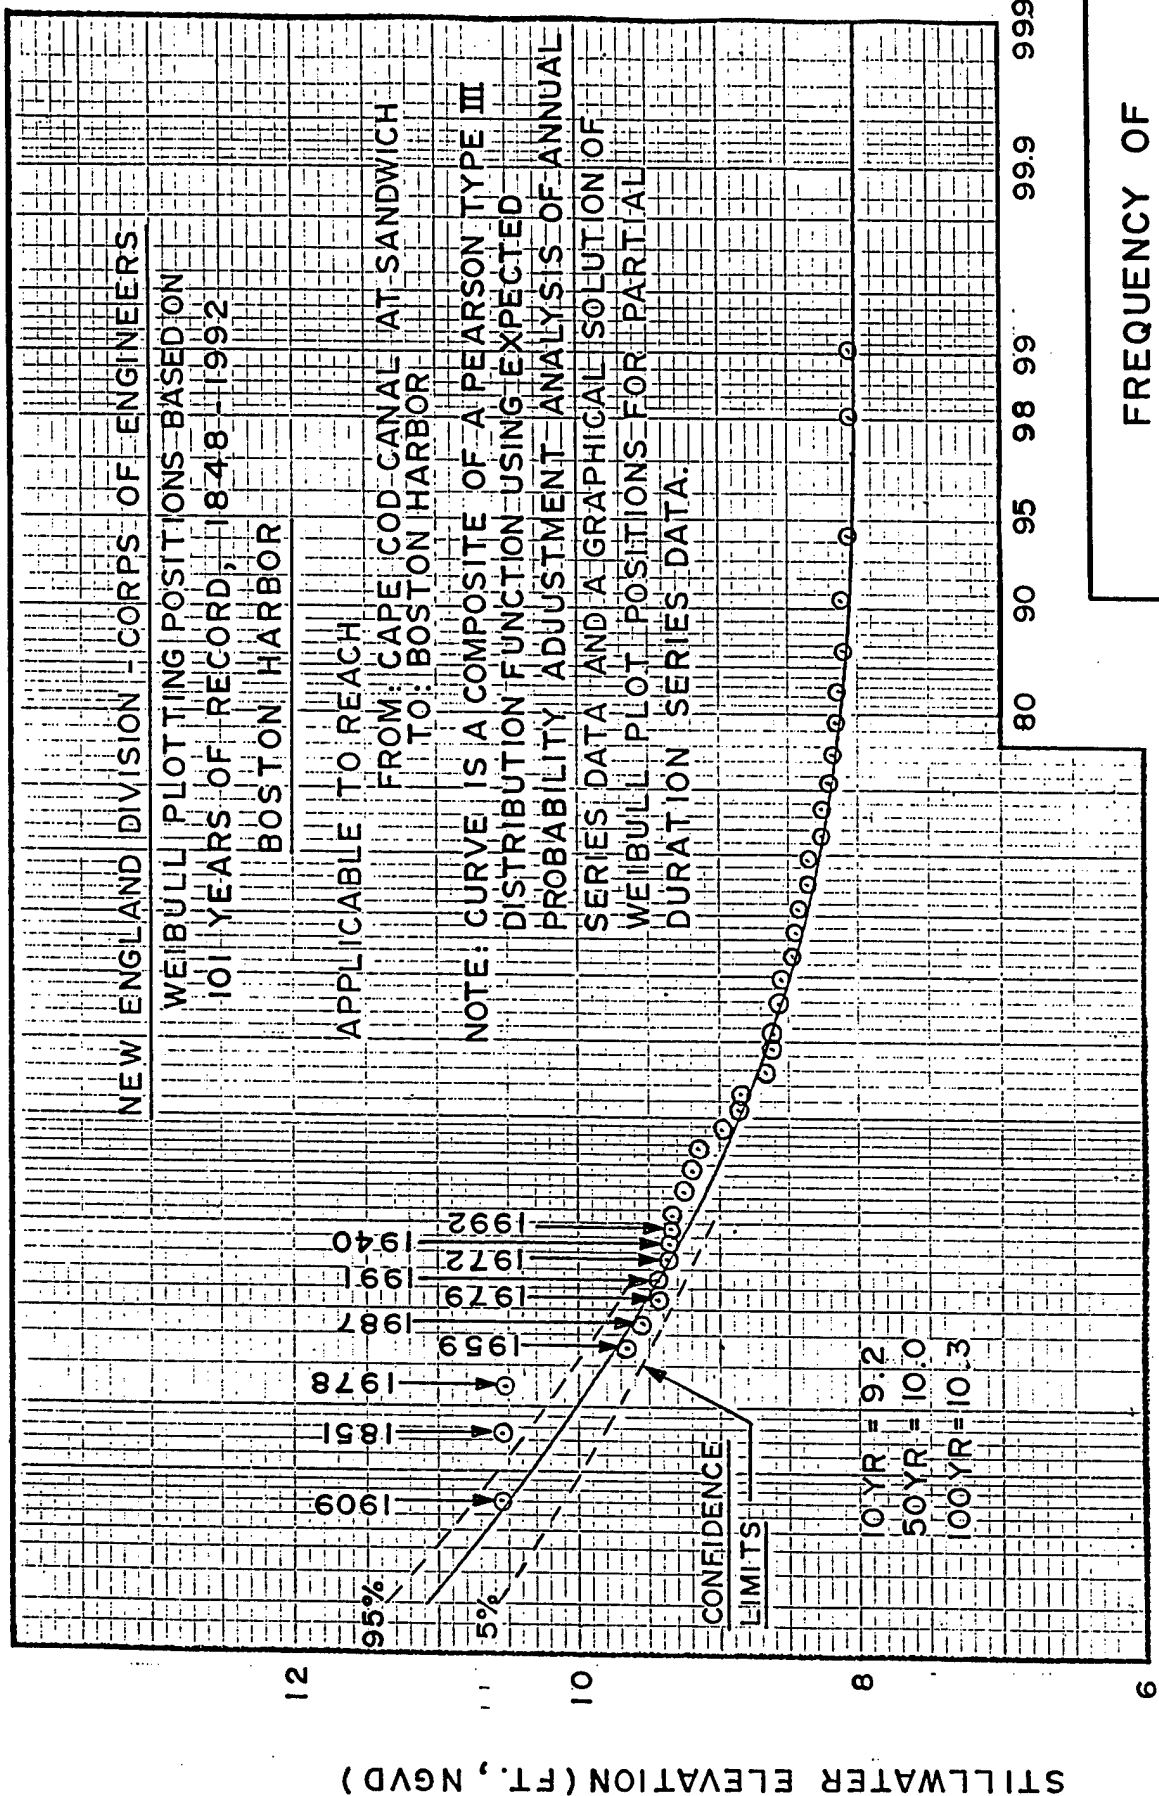 NEW ENGLAND DIVISION - CORPS OF ENGINEERS
WEIBULL PLOTTING POSITIONS BASED ON
101 YEARS OF RECORD, 1848-1992
BOSTON HARBOR
APPLICABLE TO REACH
FROM: CAPE COD CANAL AT SANDWICH
TO: BOSTON HARBOR
NOTE: CURVE IS A COMPOSITE OF A PEARSON TYPE III
DISTRIBUTION FUNCTION USING EXPECTED
PROBABILITY ADJUSTMENT ANALYSIS OF ANNUAL
SERIES DATA AND A GRAPHICAL SOLUTION OF
WEIBULL PLOT POSITIONS FOR PARTIAL
DURATION SERIES DATA.
STILLWATER ELEVATION (FT., NGVD)
12
10
8
6
95%
5%
1909
1851
1978
1959
1987
1979
1991
1972
1940
1992
CONFIDENCE
LIMITS
10 YR = 9.2
50 YR = 10.0
100 YR = 10.3
80
90
95
98
99
99.9
FREQUENCY OF